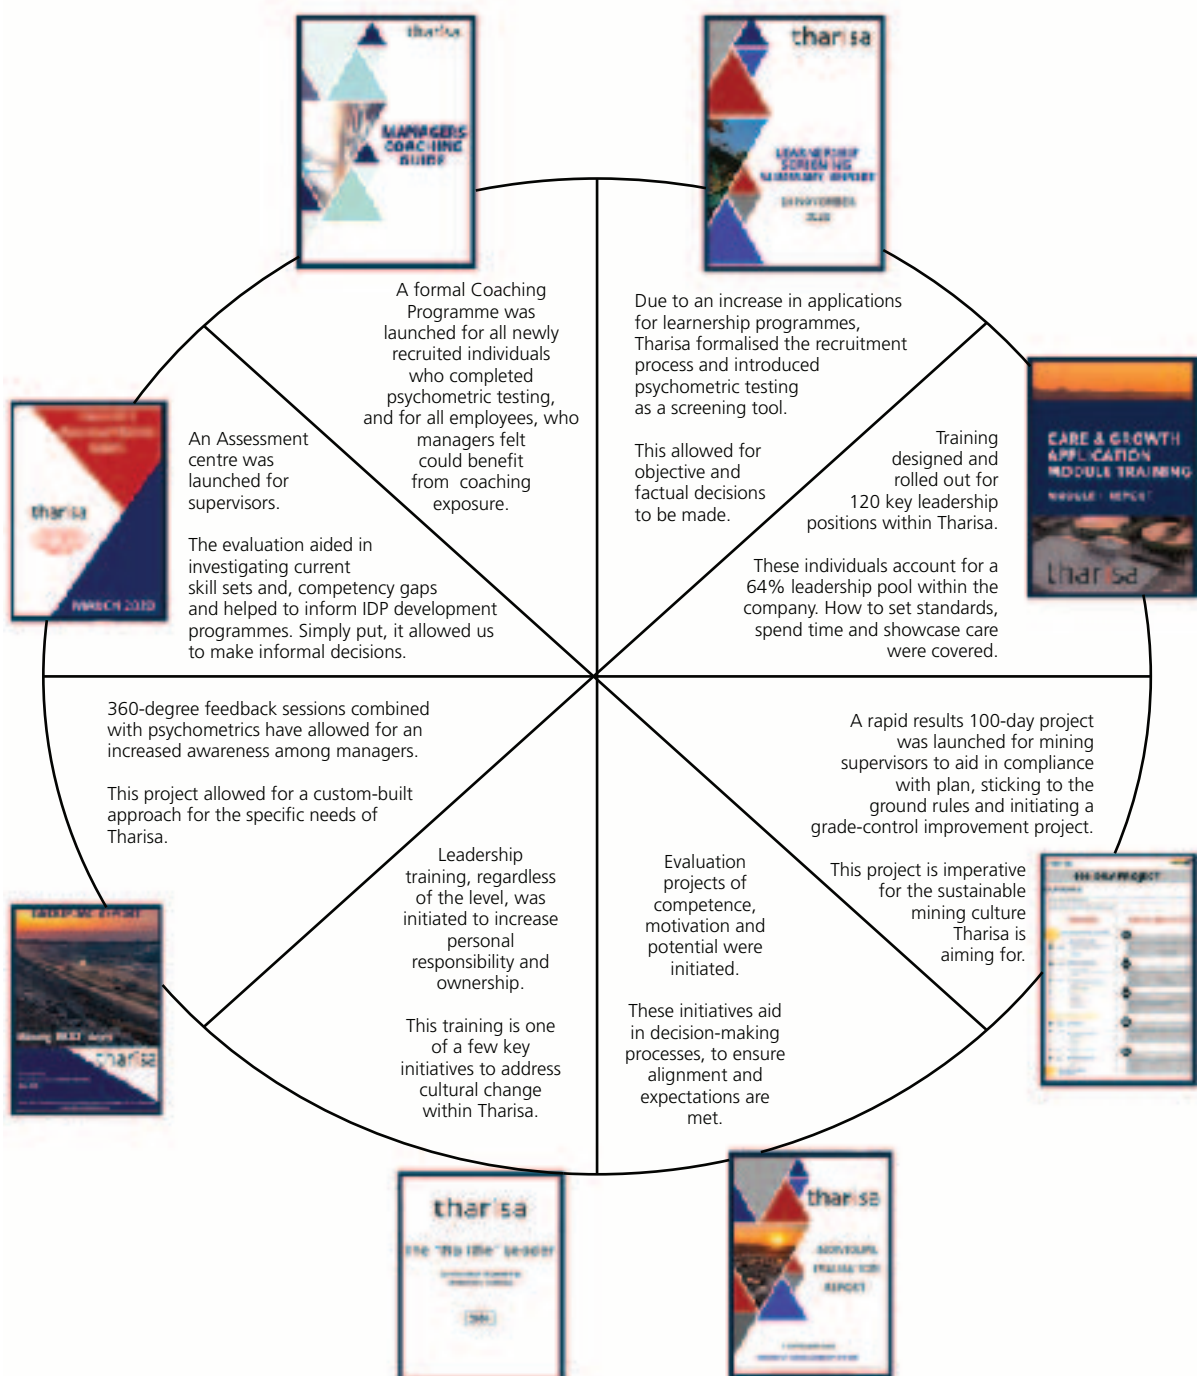 tharisa
MANAGERS
COACHING
GUIDE
tharisa
LEARNERSHIP
SCREENING
SUMMARY REPORT
A formal Coaching
Programme was
launched for all newly
recruited individuals
who completed
psychometric testing,
and for all employees, who
managers felt
could benefit
from coaching
exposure.
Due to an increase in applications
for learnership programmes,
Tharisa formalised the recruitment
process and introduced
psychometric testing
as a screening tool.
This allowed for
objective and
factual decisions
to be made.
CARE & GROWTH
APPLICATION
MODULE TRAINING
REPORT
tharisa
Training
designed and
rolled out for
120 key leadership
positions within Tharisa.
These individuals account for a
64% leadership pool within the
company. How to set standards,
spend time and showcase care
were covered.
tharisa
MARCH 2020
An Assessment
centre was
launched for
supervisors.
The evaluation aided in
investigating current
skill sets and, competency gaps
and helped to inform IDP development
programmes. Simply put, it allowed us
to make informal decisions.
360-degree feedback sessions combined
with psychometrics have allowed for an
increased awareness among managers.
This project allowed for a custom-built
approach for the specific needs of
Tharisa.
A rapid results 100-day project
was launched for mining
supervisors to aid in compliance
with plan, sticking to the
ground rules and initiating a
grade-control improvement project.
This project is imperative
for the sustainable
mining culture
Tharisa is
aiming for.
Leadership
training, regardless
of the level, was
initiated to increase
personal
responsibility and
ownership.
This training is one
of a few key
initiatives to address
cultural change
within Tharisa.
Evaluation
projects of
competence,
motivation and
potential were
initiated.
These initiatives aid
in decision-making
processes, to ensure
alignment and
expectations are
met.
tharisa
PROJECT
tharisa
Leader
tharisa
INDIVIDUAL
EVALUATION
REPORT